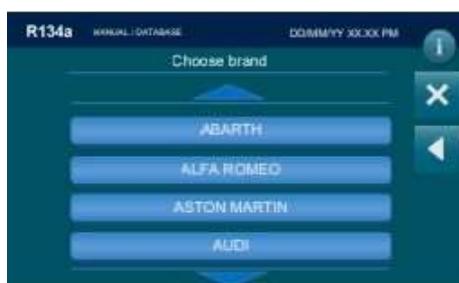 R134a MANUAL / DATABASE DD/MM/YY XX.XX PM
Choose brand
ABARTH
ALFA ROMEO
ASTON MARTIN
AUDI